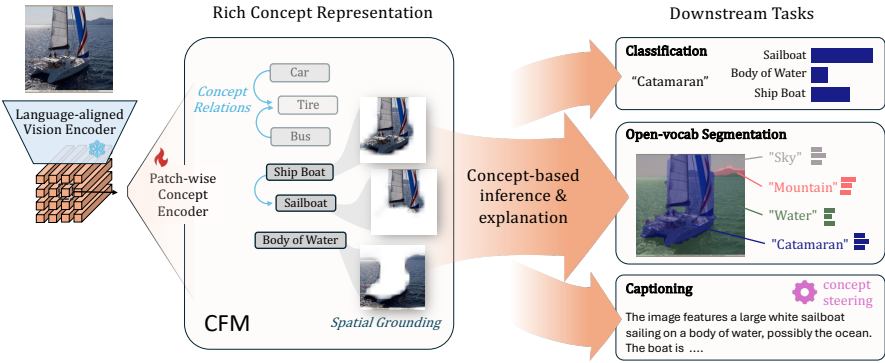 Rich Concept Representation
Downstream Tasks
Language-aligned
Vision Encoder
Patch-wise
Concept
Encoder
Car
Concept
Relations
Tire
Bus
Ship Boat
Sailboat
Body of Water
CFM
Spatial Grounding
Concept-based
inference &
explanation
Classification
"Catamaran"
Sailboat
Body of Water
Ship Boat
Open-vocab Segmentation
"Sky"
"Mountain"
"Water"
"Catamaran"
Captioning
concept
steering
The image features a large white sailboat
sailing on a body of water, possibly the ocean.
The boat is ....